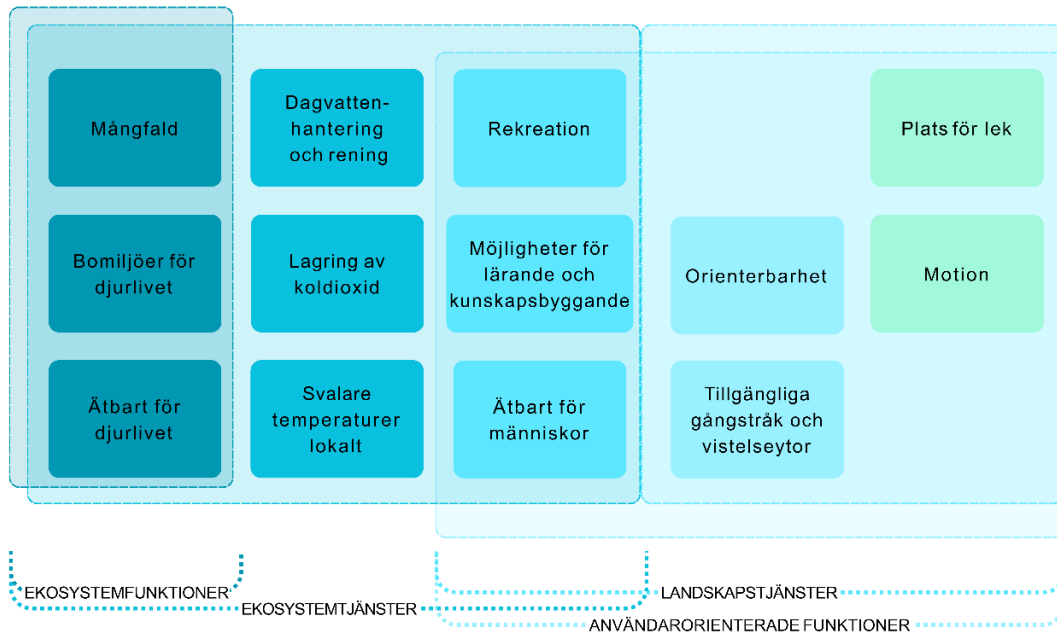 Mångfald
Dagvatten-
hantering
och rening
Rekreation
Plats för lek
Bomiljöer för
djurlivet
Lagring av
koldioxid
Möjligheter för
lärande och
kunskapsbyggande
Orienterbarhet
Motion
Ätbart för
djurlivet
Svalare
temperaturer
lokalt
Ätbart för
människor
Tillgängliga
gångstråk och
vistelseytor
EKOSYSTEMFUNKTIONER
LANDSKAPSTJÄNSTER
EKOSYSTEMTJÄNSTER
ANVÄNDARORIENTERADE FUNKTIONER